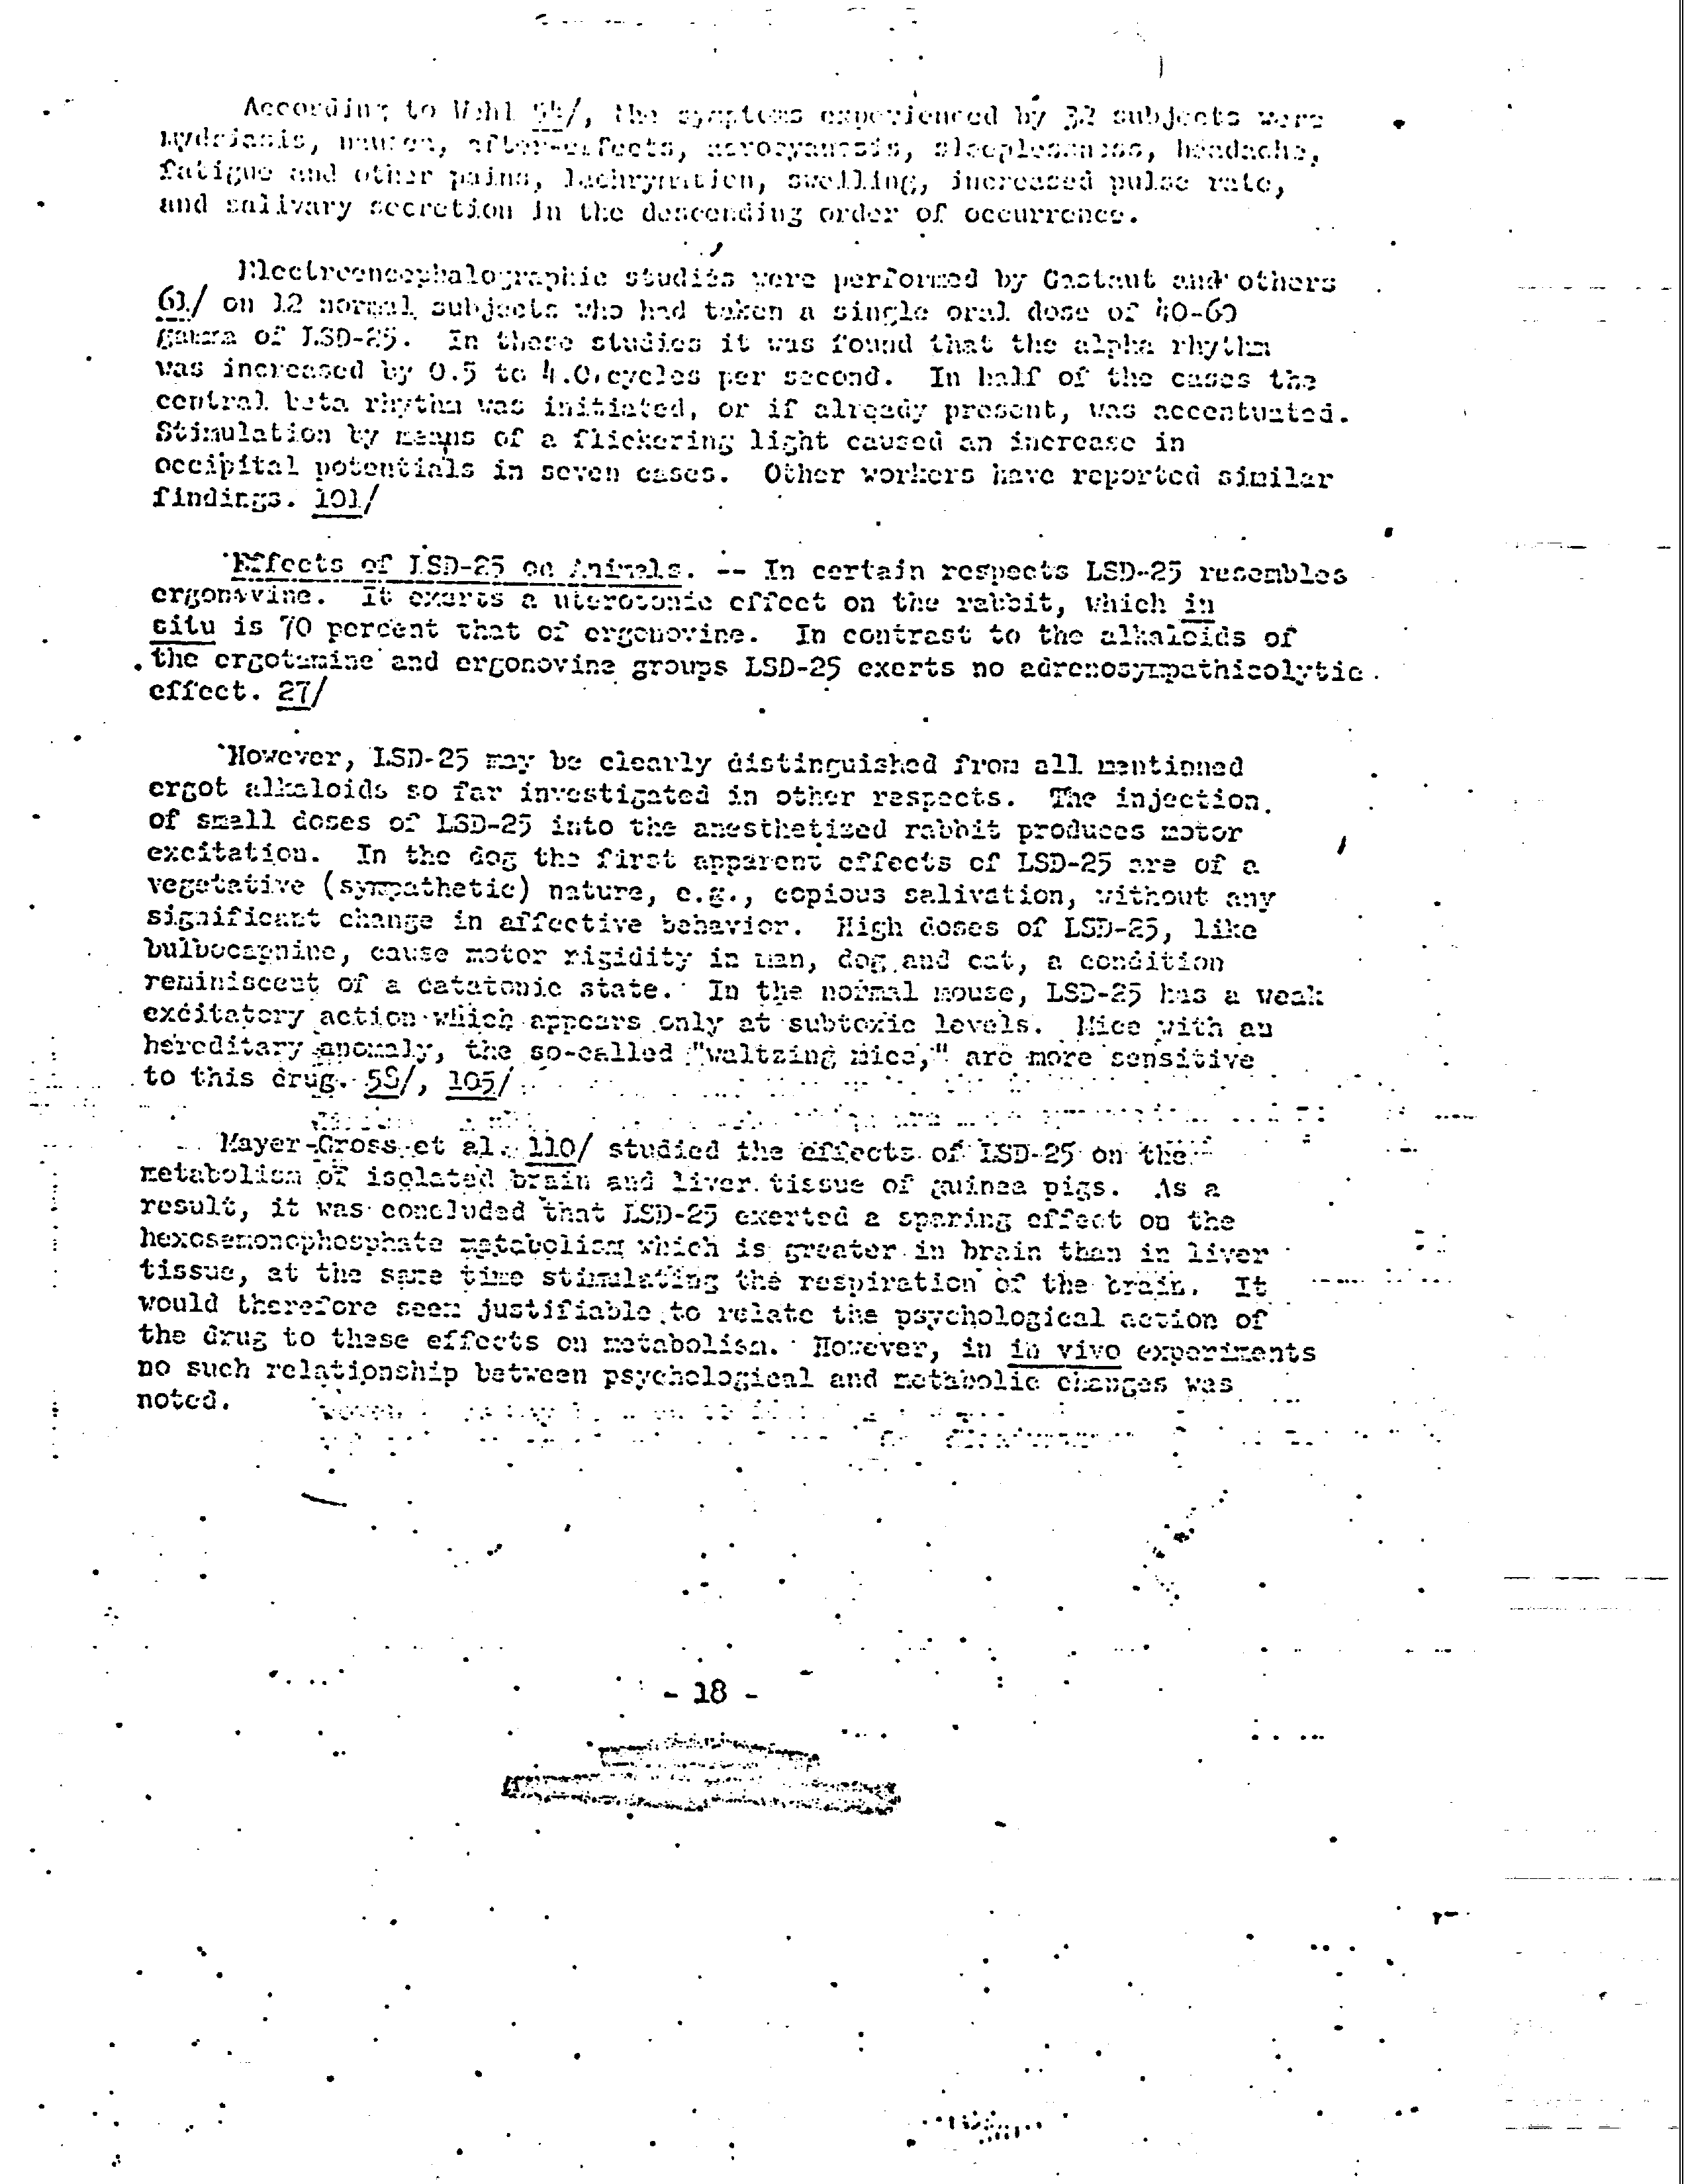 According to Wehl, the symptoms experienced by 32 subjects were
mydriasis, nausea, after-effects, acrocyanosis, sleeplessness, headache,
fatigue and other pains, lachrymation, swelling, increased pulse rate,
and salivary secretion in the descending order of occurrence.
Electroencephalographic studies were performed by Gastaut and others
61/ on 12 normal subjects who had taken a single oral dose of 40-60
gamma of LSD-25. In these studies it was found that the alpha rhythm
was increased by 0.5 to 4.0 cycles per second. In half of the cases the
central beta rhythm was initiated, or if already present, was accentuated.
Stimulation by means of a flickering light caused an increase in
occipital potentials in seven cases. Other workers have reported similar
findings. 101/
Effects of LSD-25 on Animals. -- In certain respects LSD-25 resembles
ergonovine. It exerts a uterotonic effect on the rabbit, which in
situ is 70 percent that of ergonovine. In contrast to the alkaloids of
the ergotamine and ergonovine groups LSD-25 exerts no adrenosympathicolytic
effect. 27/
However, LSD-25 may be clearly distinguished from all mentioned
ergot alkaloids so far investigated in other respects. The injection
of small doses of LSD-25 into the anesthetized rabbit produces motor
excitation. In the dog the first apparent effects of LSD-25 are of a
vegetative (sympathetic) nature, e.g., copious salivation, without any
significant change in affective behavior. High doses of LSD-25, like
bulbocapnine, cause motor rigidity in man, dog and cat, a condition
reminiscent of a catatonic state. In the normal mouse, LSD-25 has a weak
excitatory action which appears only at subtoxic levels. Mice with an
hereditary anomaly, the so-called "waltzing mice," are more sensitive
to this drug. 58/, 105/
Mayer-Gross et al. 110/ studied the effects of LSD-25 on the
metabolism of isolated brain and liver tissue of guinea pigs. As a
result, it was concluded that LSD-25 exerted a sparing effect on the
hexosemonophosphate metabolism which is greater in brain than in liver
tissue, at the same time stimulating the respiration of the brain. It
would therefore seem justifiable to relate the psychological action of
the drug to these effects on metabolism. However, in in vivo experiments
no such relationship between psychological and metabolic changes was
noted.
- 18 -